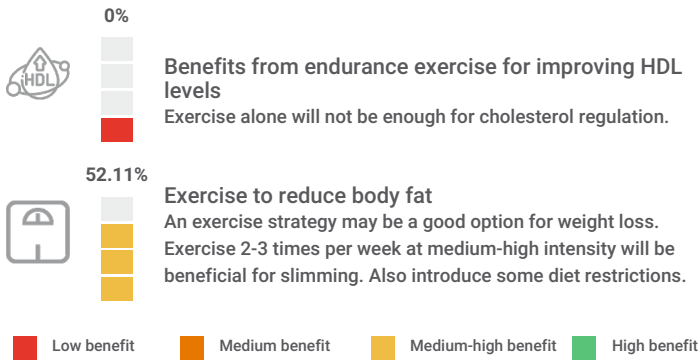 0%
HDL
Benefits from endurance exercise for improving HDL
levels
Exercise alone will not be enough for cholesterol regulation.
52.11%
Exercise to reduce body fat
An exercise strategy may be a good option for weight loss.
Exercise 2-3 times per week at medium-high intensity will be
beneficial for slimming. Also introduce some diet restrictions.
Low benefit Medium benefit Medium-high benefit High benefit